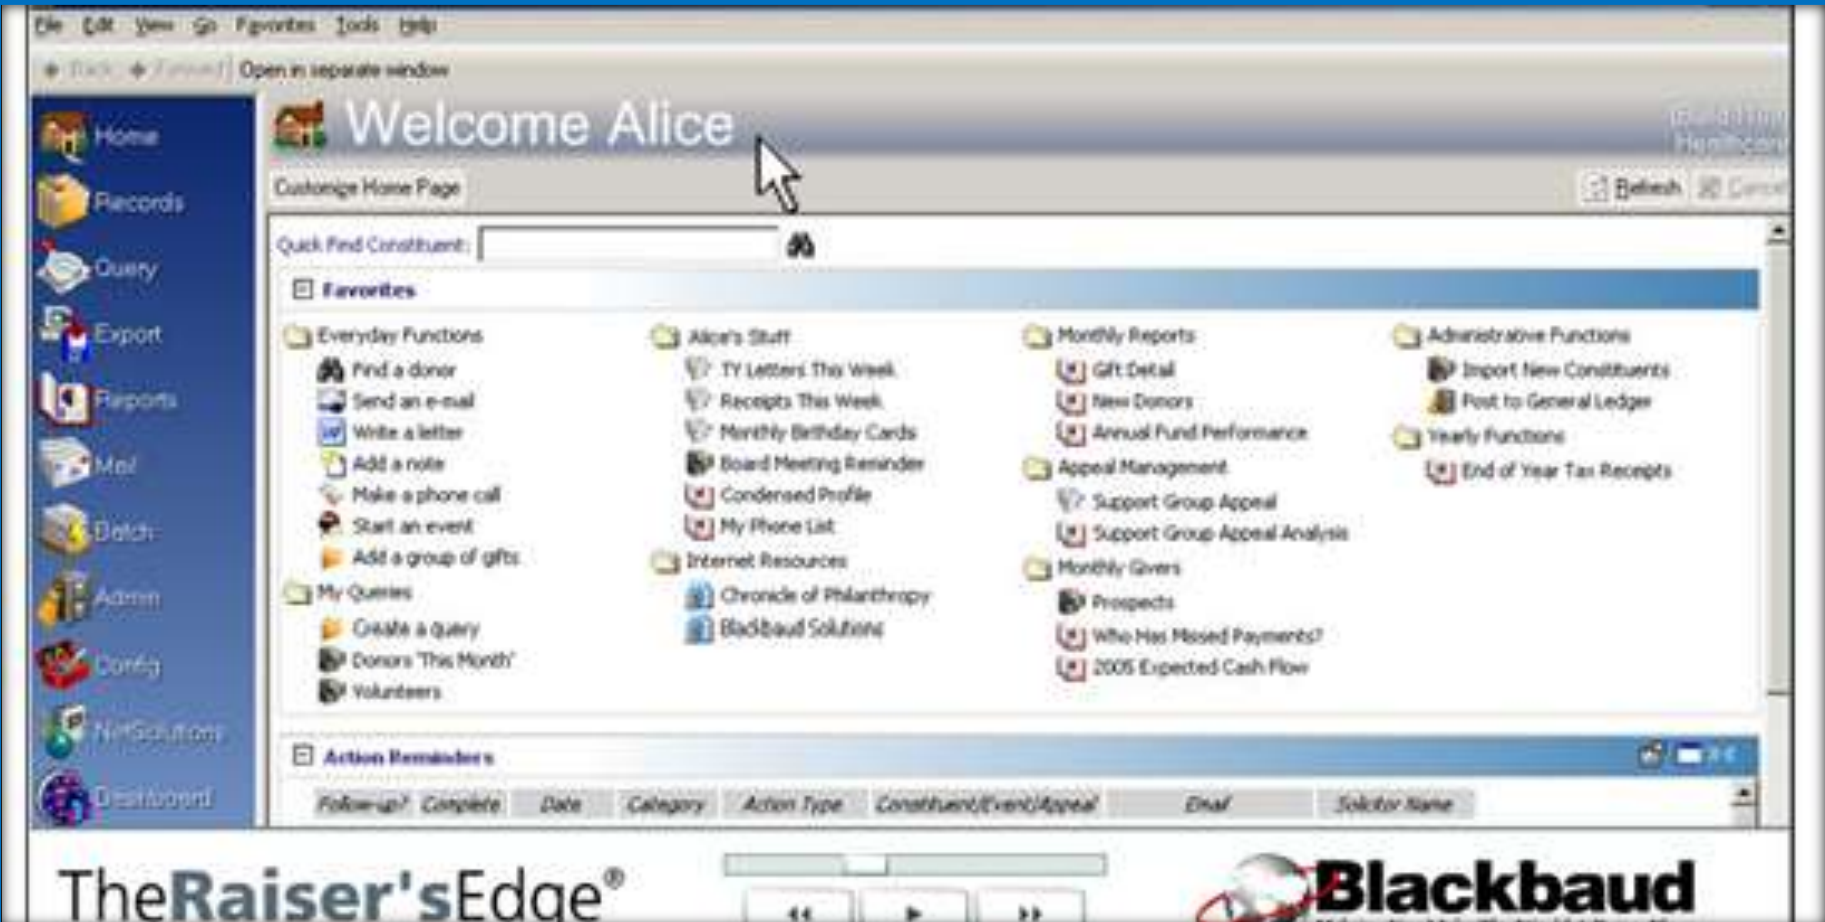 File Edit View Go Favorites Tools Help
Back Forward Open in separate window
Welcome Alice
Customize Home Page
Refresh Cancel
Home
Records
Query
Export
Reports
Mail
Batch
Admin
Config
NetSolutions
Dashboard
Quick Find Constituent:
Favorites
Everyday Functions
Find a donor
Send an e-mail
Write a letter
Add a note
Make a phone call
Start an event
Add a group of gifts
My Queries
Create a query
Donors 'This Month'
Volunteers
Alice's Stuff
TY Letters This Week
Receipts This Week
Monthly Birthday Cards
Board Meeting Reminder
Condensed Profile
My Phone List
Internet Resources
Chronicle of Philanthropy
Blackbaud Solutions
Monthly Reports
Gift Detail
New Donors
Annual Fund Performance
Appeal Management
Support Group Appeal
Support Group Appeal Analysis
Monthly Givers
Prospects
Who Has Missed Payments?
2005 Expected Cash Flow
Administrative Functions
Import New Constituents
Post to General Ledger
Yearly Functions
End of Year Tax Receipts
Action Reminders
Follow-up? Complete Date Category Action Type Constituent/Event/Appeal Email Solicitor Name
TheRaiser'sEdge®
Blackbaud